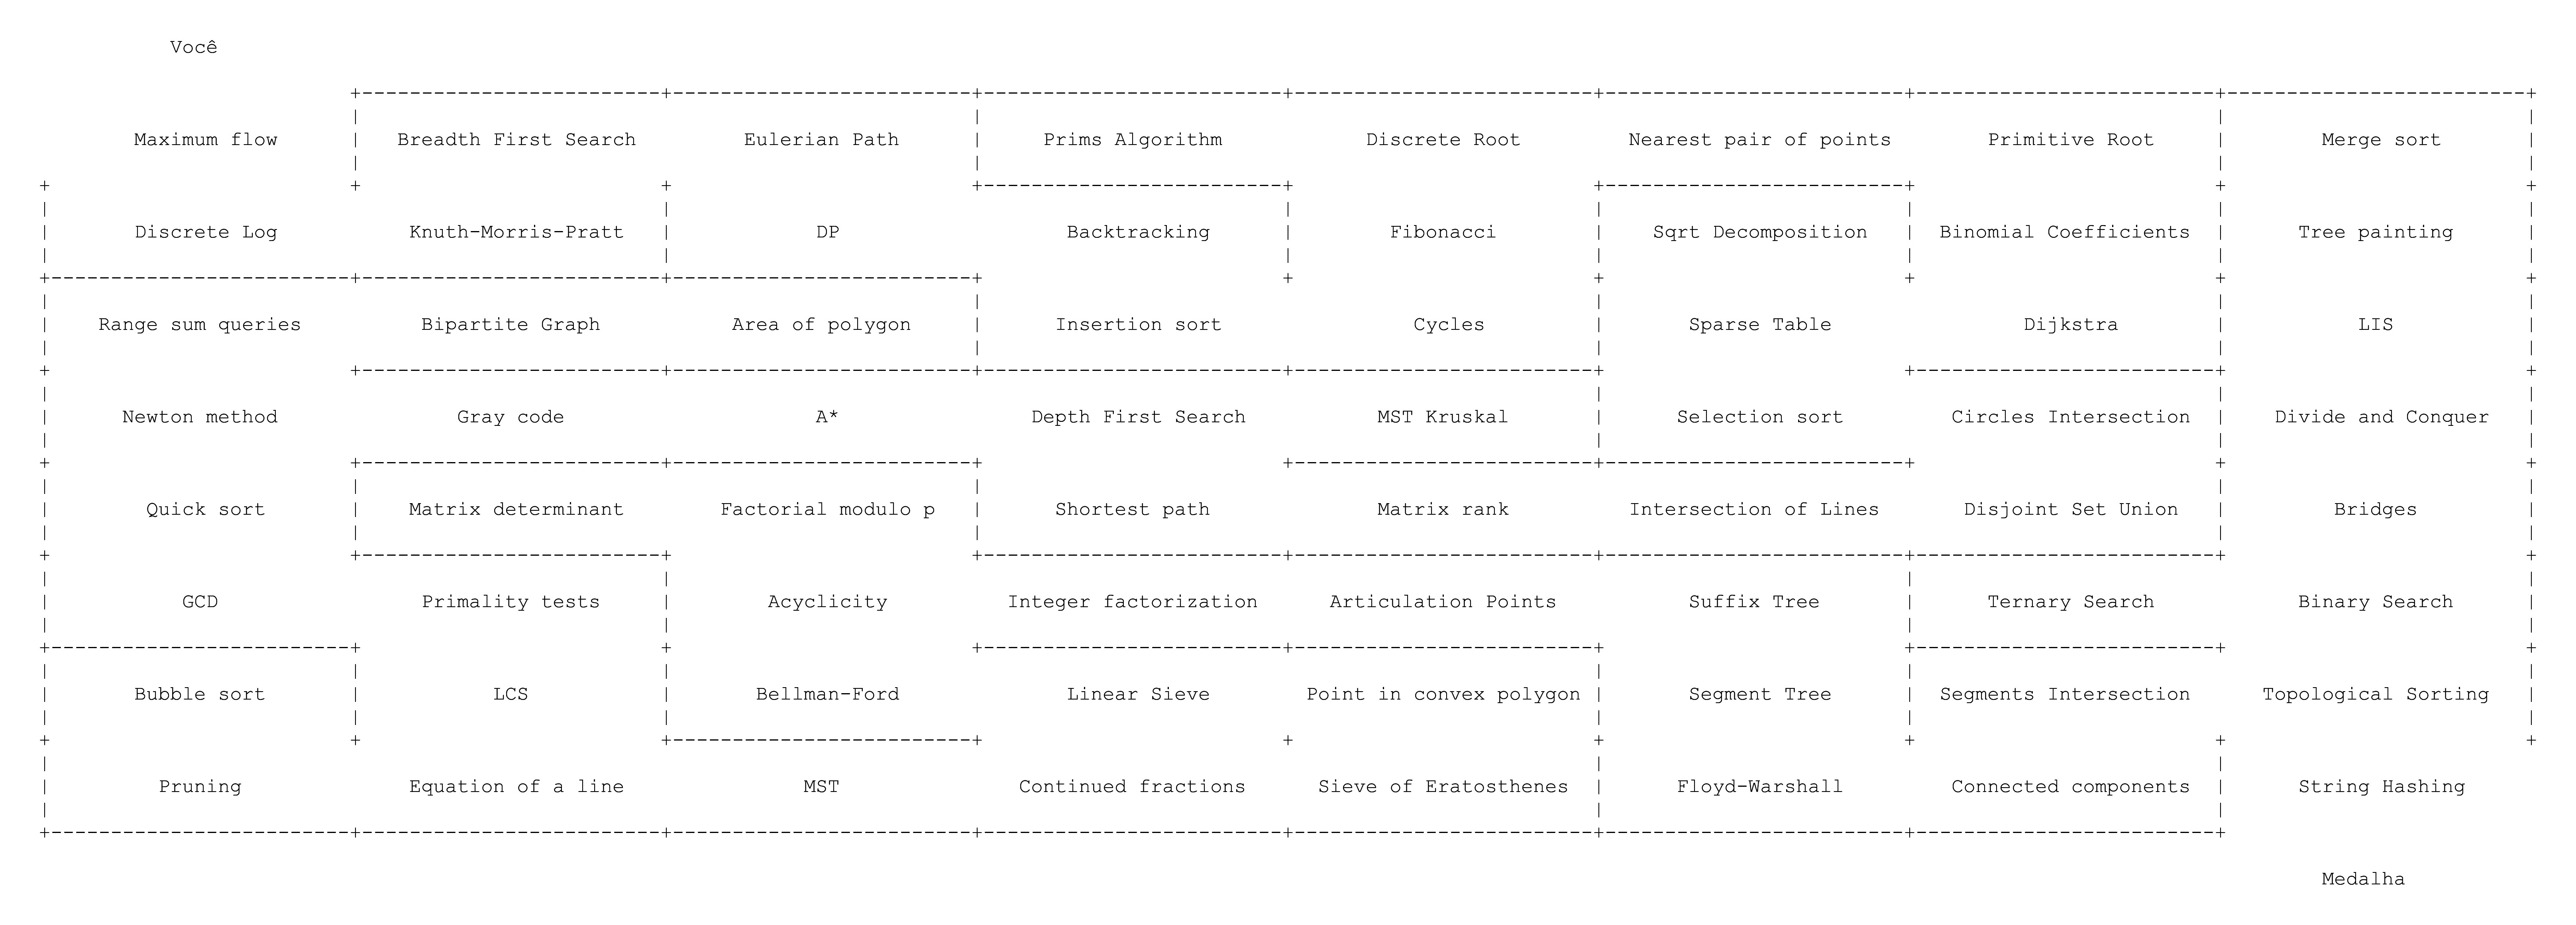 Você
Maximum flow Breadth First Search Eulerian Path Prims Algorithm Discrete Root Nearest pair of points Primitive Root Merge sort
Discrete Log Knuth-Morris-Pratt DP Backtracking Fibonacci Sqrt Decomposition Binomial Coefficients Tree painting
Range sum queries Bipartite Graph Area of polygon Insertion sort Cycles Sparse Table Dijkstra LIS
Newton method Gray code A* Depth First Search MST Kruskal Selection sort Circles Intersection Divide and Conquer
Quick sort Matrix determinant Factorial modulo p Shortest path Matrix rank Intersection of Lines Disjoint Set Union Bridges
GCD Primality tests Acyclicity Integer factorization Articulation Points Suffix Tree Ternary Search Binary Search
Bubble sort LCS Bellman-Ford Linear Sieve Point in convex polygon Segment Tree Segments Intersection Topological Sorting
Pruning Equation of a line MST Continued fractions Sieve of Eratosthenes Floyd-Warshall Connected components String Hashing
Medalha